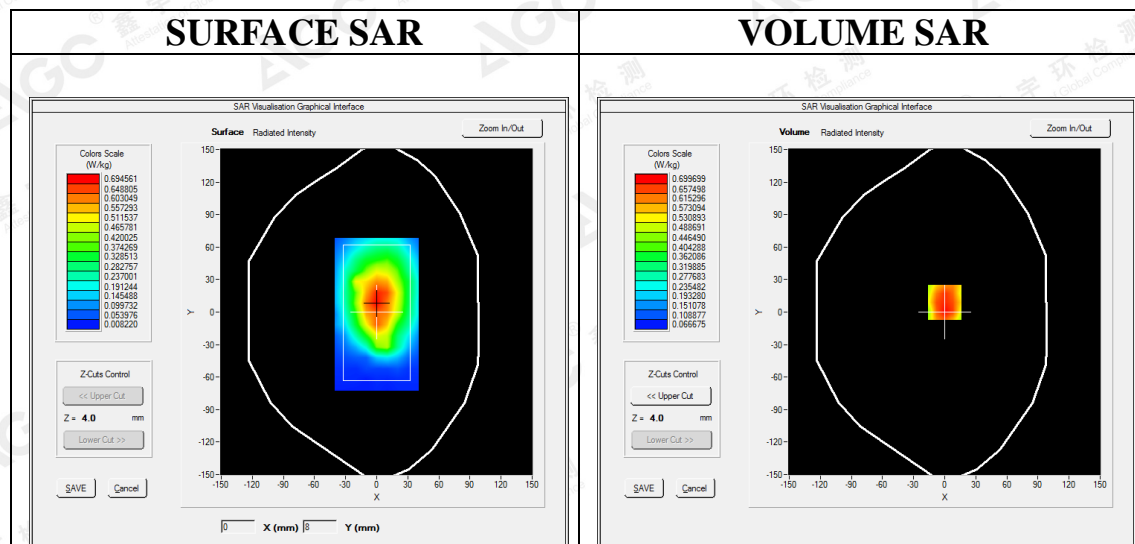 SURFACE SAR
SAR Visualisation Graphical Interface
Surface Radiated Intensity
Zoom In/Out
Colors Scale
(W/kg)
0.694561
0.648805
0.603049
0.557293
0.511537
0.465781
0.420025
0.374269
0.328513
0.282757
0.237001
0.191244
0.145488
0.099732
0.053976
0.008220
Z-Cuts Control
<< Upper Cut
Z = 4.0 mm
Lower Cut >>
SAVE Cancel
150
120
90
60
30
0
-30
-60
-90
-120
-150
Y
-150 -120 -90 -60 -30 0 30 60 90 120 150
X
0 X (mm) 8 Y (mm)
VOLUME SAR
SAR Visualisation Graphical Interface
Volume Radiated Intensity
Zoom In/Out
Colors Scale
(W/kg)
0.699699
0.657498
0.615296
0.573094
0.530893
0.488691
0.446490
0.404288
0.362086
0.319885
0.277683
0.235482
0.193280
0.151078
0.108877
0.066675
Z-Cuts Control
<< Upper Cut
Z = 4.0 mm
Lower Cut >>
SAVE Cancel
150
120
90
60
30
0
-30
-60
-90
-120
-150
Y
-150 -120 -90 -60 -30 0 30 60 90 120 150
X